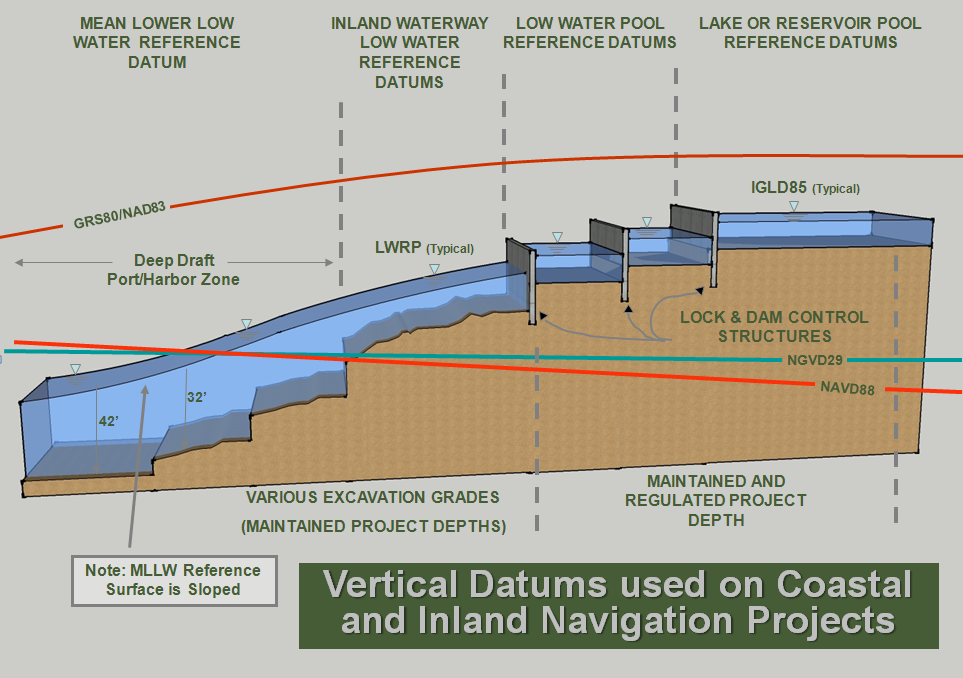 MEAN LOWER LOW
WATER REFERENCE
DATUM
INLAND WATERWAY
LOW WATER
REFERENCE
DATUMS
LOW WATER POOL
REFERENCE DATUMS
LAKE OR RESERVOIR POOL
REFERENCE DATUMS
GRS80/NAD83
IGLD85 (Typical)
LWRP (Typical)
Deep Draft
Port/Harbor Zone
LOCK & DAM CONTROL
STRUCTURES
NGVD29
NAVD88
42’
32’
VARIOUS EXCAVATION GRADES
(MAINTAINED PROJECT DEPTHS)
MAINTAINED AND
REGULATED PROJECT
DEPTH
Note: MLLW Reference
Surface is Sloped
Vertical Datums used on Coastal
and Inland Navigation Projects